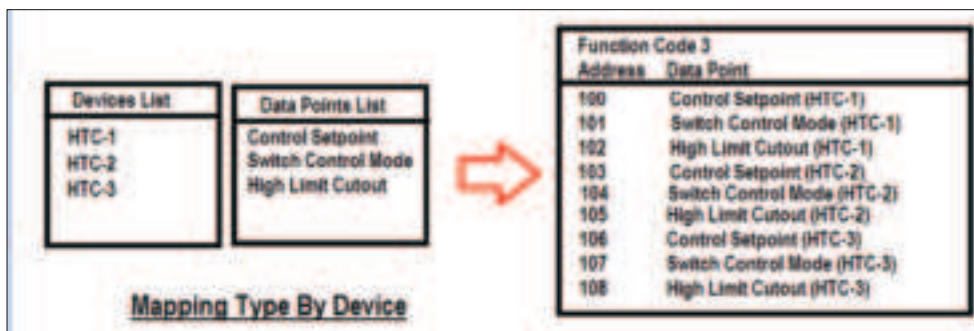 Devices List
HTC-1
HTC-2
HTC-3
Data Points List
Control Setpoint
Switch Control Mode
High Limit Cutout
Mapping Type By Device
Function Code 3
Address Data Point
100 Control Setpoint (HTC-1)
101 Switch Control Mode (HTC-1)
102 High Limit Cutout (HTC-1)
103 Control Setpoint (HTC-2)
104 Switch Control Mode (HTC-2)
105 High Limit Cutout (HTC-2)
106 Control Setpoint (HTC-3)
107 Switch Control Mode (HTC-3)
108 High Limit Cutout (HTC-3)